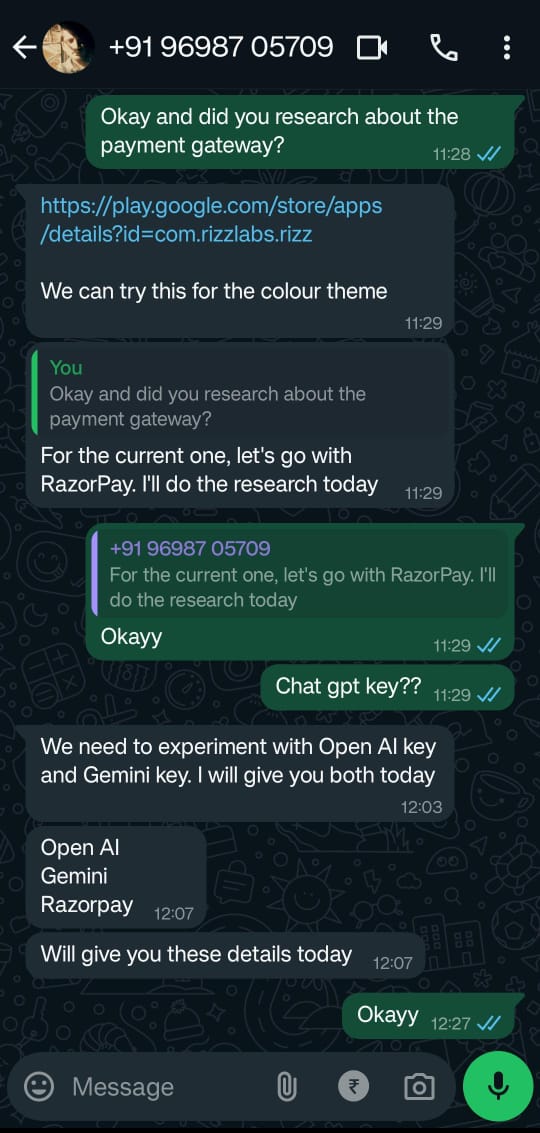 +91 96987 05709
Okay and did you research about the
payment gateway?
11:28
https://play.google.com/store/apps
/details?id=com.rizzlabs.rizz
We can try this for the colour theme
11:29
You
Okay and did you research about the
payment gateway?
For the current one, let's go with
RazorPay. I'll do the research today
11:29
+91 96987 05709
For the current one, let's go with RazorPay. I'll
do the research today
Okayy
11:29
Chat gpt key??
11:29
We need to experiment with Open AI key
and Gemini key. I will give you both today
12:03
Open AI
Gemini
Razorpay
12:07
Will give you these details today
12:07
Okayy
12:27
Message
₹